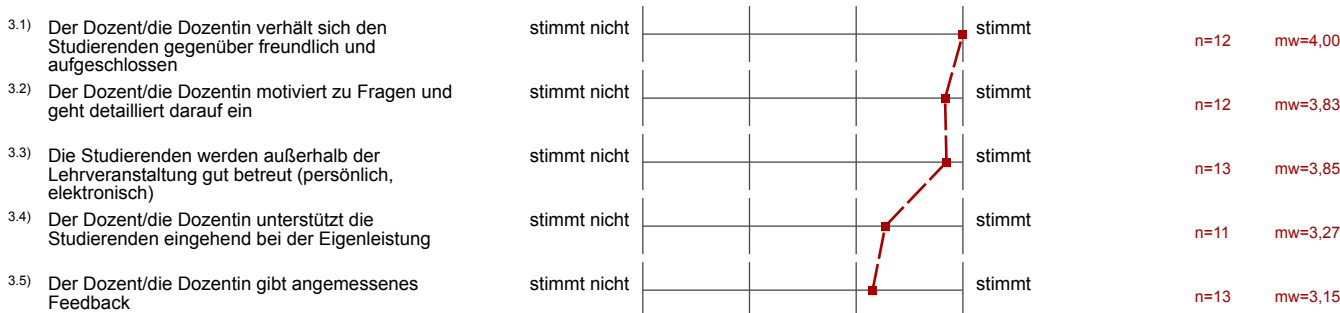 3.1) Der Dozent/die Dozentin verhält sich den stimmt nicht stimmt n=12 mw=4,00
Studierenden gegenüber freundlich und
aufgeschlossen
3.2) Der Dozent/die Dozentin motiviert zu Fragen und stimmt nicht stimmt n=12 mw=3,83
geht detailliert darauf ein
3.3) Die Studierenden werden außerhalb der stimmt nicht stimmt n=13 mw=3,85
Lehrveranstaltung gut betreut (persönlich,
elektronisch)
3.4) Der Dozent/die Dozentin unterstützt die stimmt nicht stimmt n=11 mw=3,27
Studierenden eingehend bei der Eigenleistung
3.5) Der Dozent/die Dozentin gibt angemessenes stimmt nicht stimmt n=13 mw=3,15
Feedback